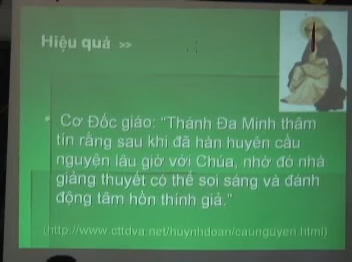 Hiệu quả >>
Cơ Đốc giáo: "Thánh Đa Minh thâm
tín rằng sau khi đã hàn huyên cầu
nguyện lâu giờ với Chúa, nhờ đó nhà
giảng thuyết có thể soi sáng và đánh
động tâm hồn thính giả."
(http://www.cttdva.net/huynhdoan/caunguyen.html)